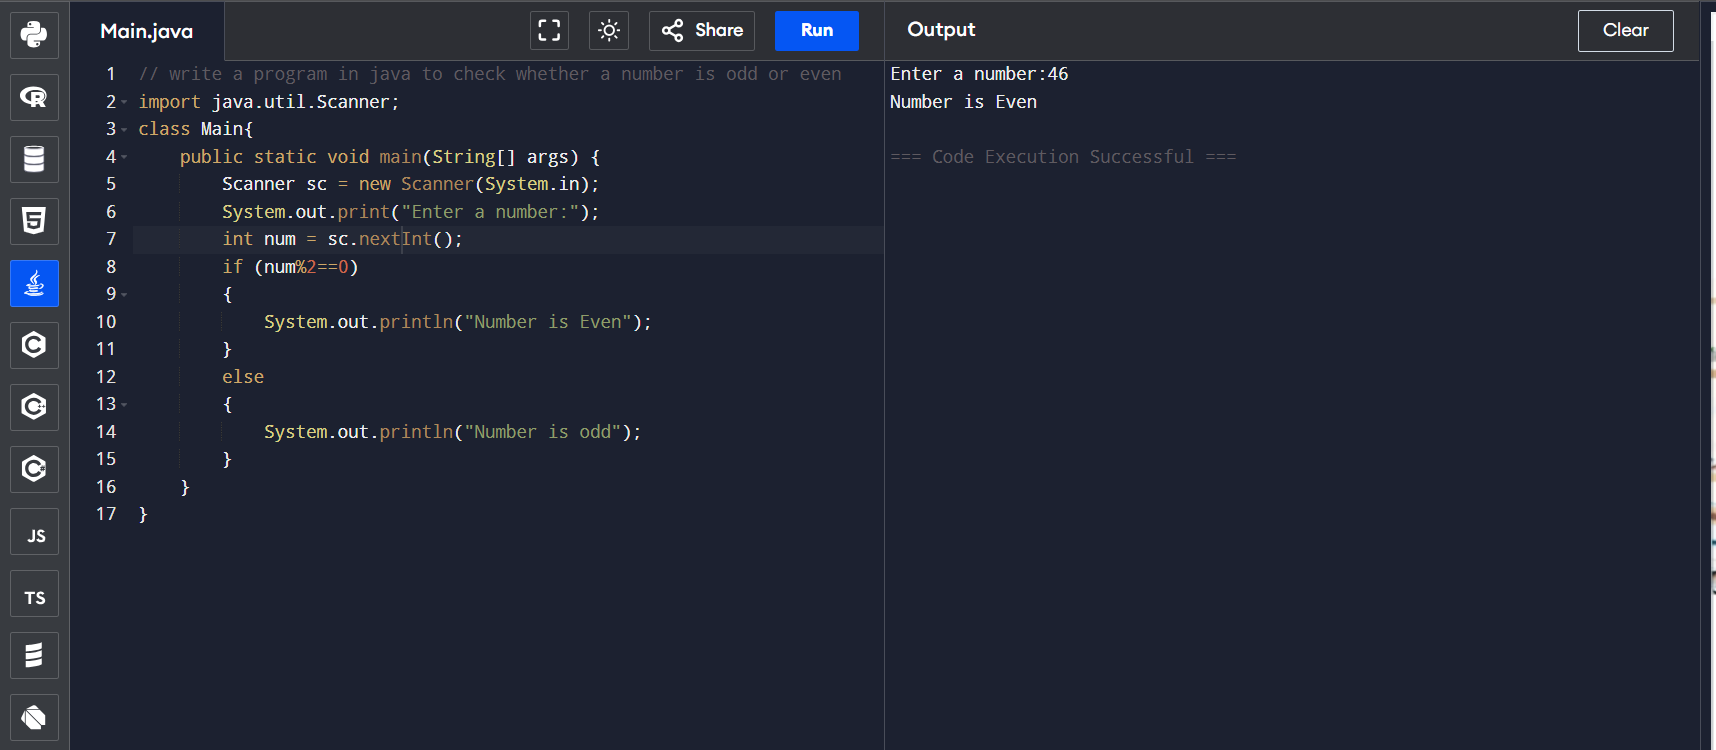 Main.java
Share
Run
Output
Clear
1 // write a program in java to check whether a number is odd or even
2 import java.util.Scanner;
3 class Main{
4     public static void main(String[] args) {
5         Scanner sc = new Scanner(System.in);
6         System.out.print("Enter a number:");
7         int num = sc.nextInt();
8         if (num%2==0)
9         {
10             System.out.println("Number is Even");
11         }
12         else
13         {
14             System.out.println("Number is odd");
15         }
16     }
17 }
Enter a number:46
Number is Even
=== Code Execution Successful ===
R
5
C
C+
C#
JS
TS